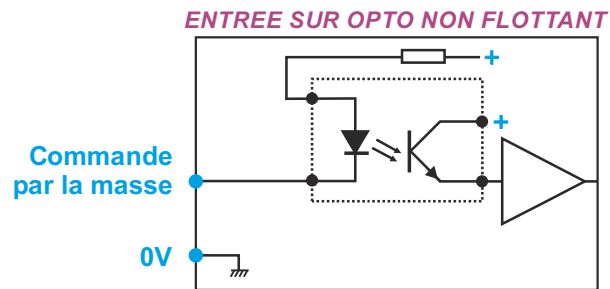 ENTREE SUR OPTO NON FLOTTANT
+
+
Commande
par la masse
0V